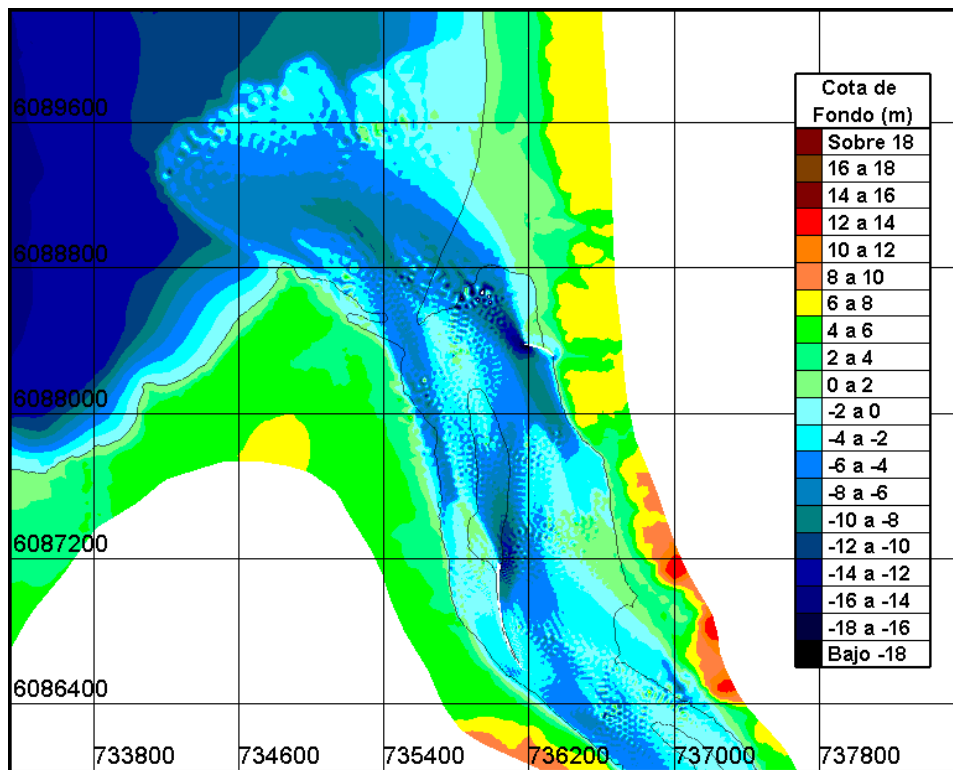 Cota de
Fondo (m)
Sobre 18
16 a 18
14 a 16
12 a 14
10 a 12
8 a 10
6 a 8
4 a 6
2 a 4
0 a 2
-2 a 0
-4 a -2
-6 a -4
-8 a -6
-10 a -8
-12 a -10
-14 a -12
-16 a -14
-18 a -16
Bajo -18
6089600
6088800
6088000
6087200
6086400
733800
734600
735400
736200
737000
737800